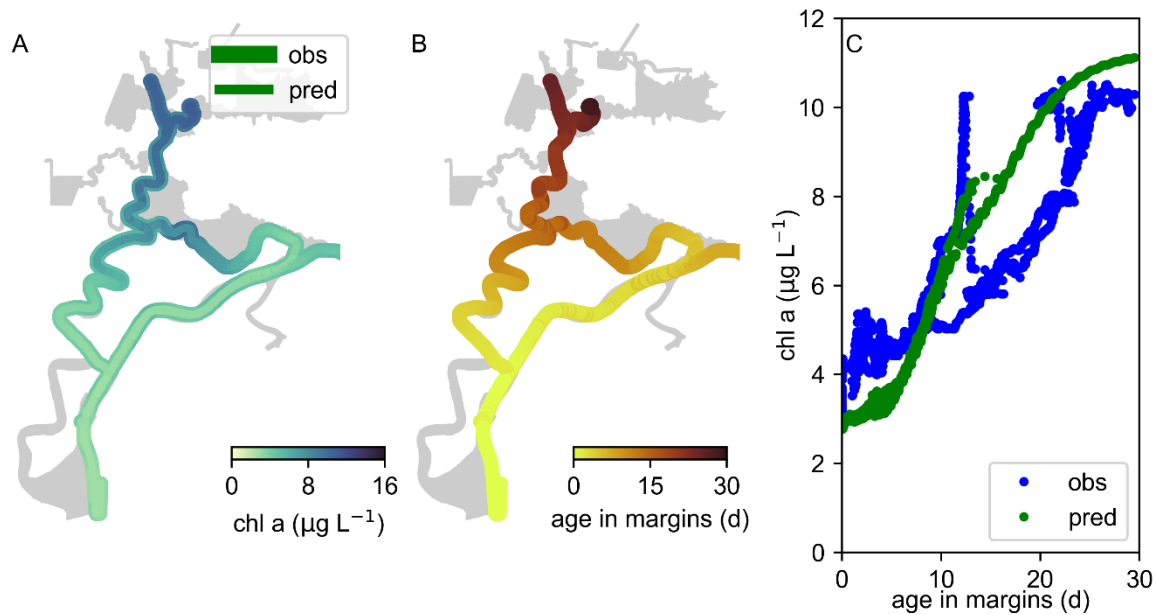 A
obs
pred
0 8 16
chl a (µg L⁻¹)
B
0 15 30
age in margins (d)
C
chl a (µg L⁻¹)
12
10
8
6
4
2
0
obs
pred
0 10 20 30
age in margins (d)